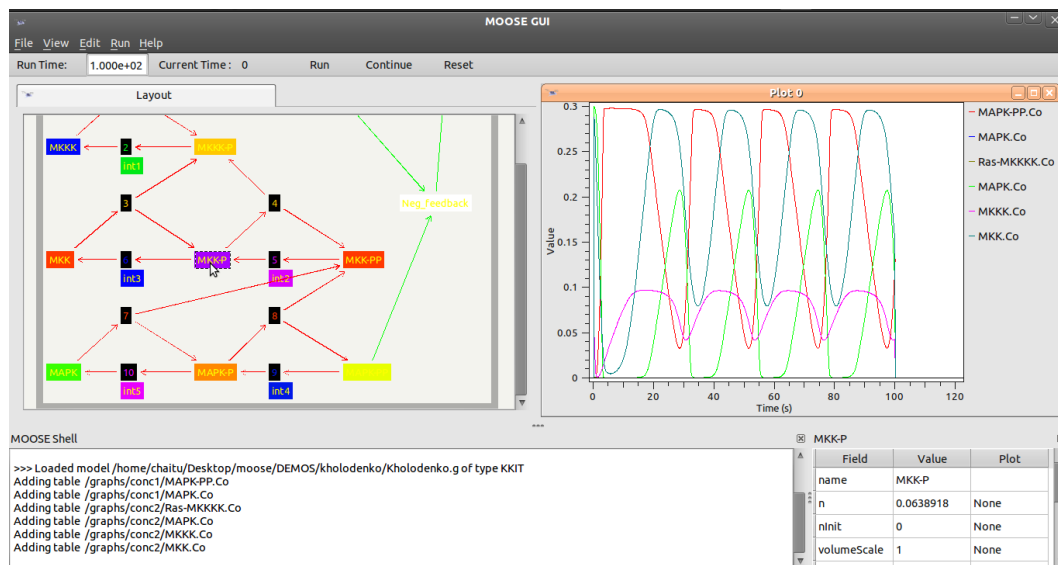 MOOSE GUI
File View Edit Run Help
Run Time: 1.000e+02 Current Time : 0 Run Continue Reset
Layout
MKKK 2 MKKK-P
int1
3 4
Neg_feedback
MKK MKK-P 5 MKK-PP
int3 int2
7 8
MAPK 10 MAPK-P 9
int5 int4
Plot 0
0.3
0.25
0.2
0.15
0.1
0.05
0
Value
0 20 40 60 80 100 120
Time (s)
MAPK-PP.Co
MAPK.Co
Ras-MKKKK.Co
MAPK.Co
MKKK.Co
MKK.Co
MOOSE Shell
>>> Loaded model /home/chaitu/Desktop/moose/DEMOS/kholodenko/Kholodenko.g of type KKIT
Adding table /graphs/conc1/MAPK-PP.Co
Adding table /graphs/conc1/MAPK.Co
Adding table /graphs/conc2/Ras-MKKKK.Co
Adding table /graphs/conc2/MAPK.Co
Adding table /graphs/conc2/MKKK.Co
Adding table /graphs/conc2/MKK.Co
MKK-P
Field Value Plot
name MKK-P
n 0.0638918 None
nInit 0 None
volumeScale 1 None